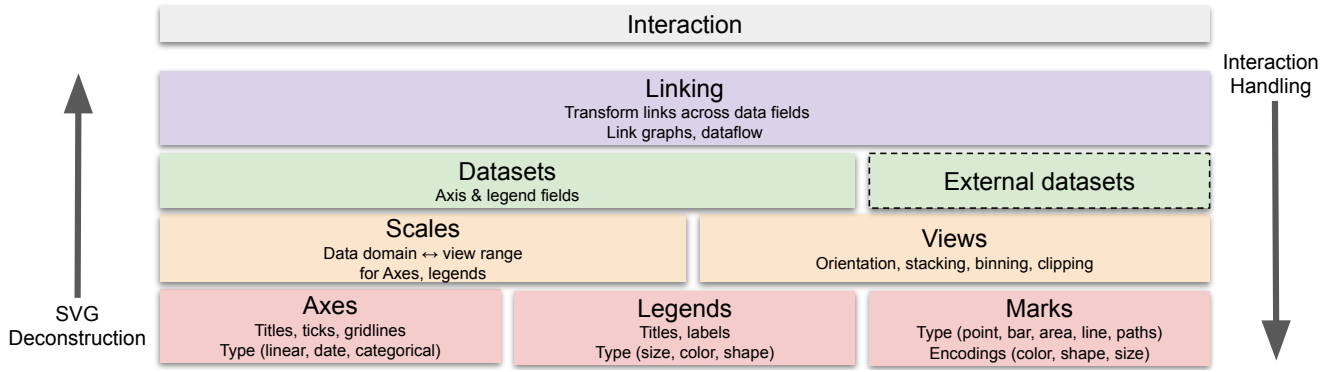 Interaction
Interaction
Handling
Linking
Transform links across data fields
Link graphs, dataflow
Datasets
Axis & legend fields
External datasets
Scales
Data domain ↔ view range
for Axes, legends
Views
Orientation, stacking, binning, clipping
SVG
Deconstruction
Axes
Titles, ticks, gridlines
Type (linear, date, categorical)
Legends
Titles, labels
Type (size, color, shape)
Marks
Type (point, bar, area, line, paths)
Encodings (color, shape, size)